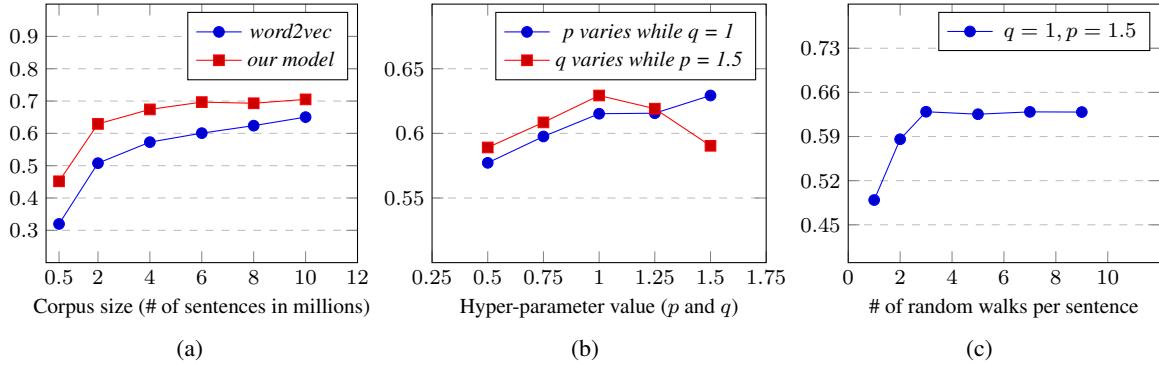 0.9
0.8
0.7
0.6
0.5
0.4
0.3
word2vec
our model
0.5 2 4 6 8 10 12
Corpus size (# of sentences in millions)
(a)
0.65
0.6
0.55
p varies while q = 1
q varies while p = 1.5
0.25 0.5 0.75 1 1.25 1.5 1.75
Hyper-parameter value (p and q)
(b)
0.73
0.66
0.59
0.52
0.45
q = 1, p = 1.5
0 2 4 6 8 10
# of random walks per sentence
(c)